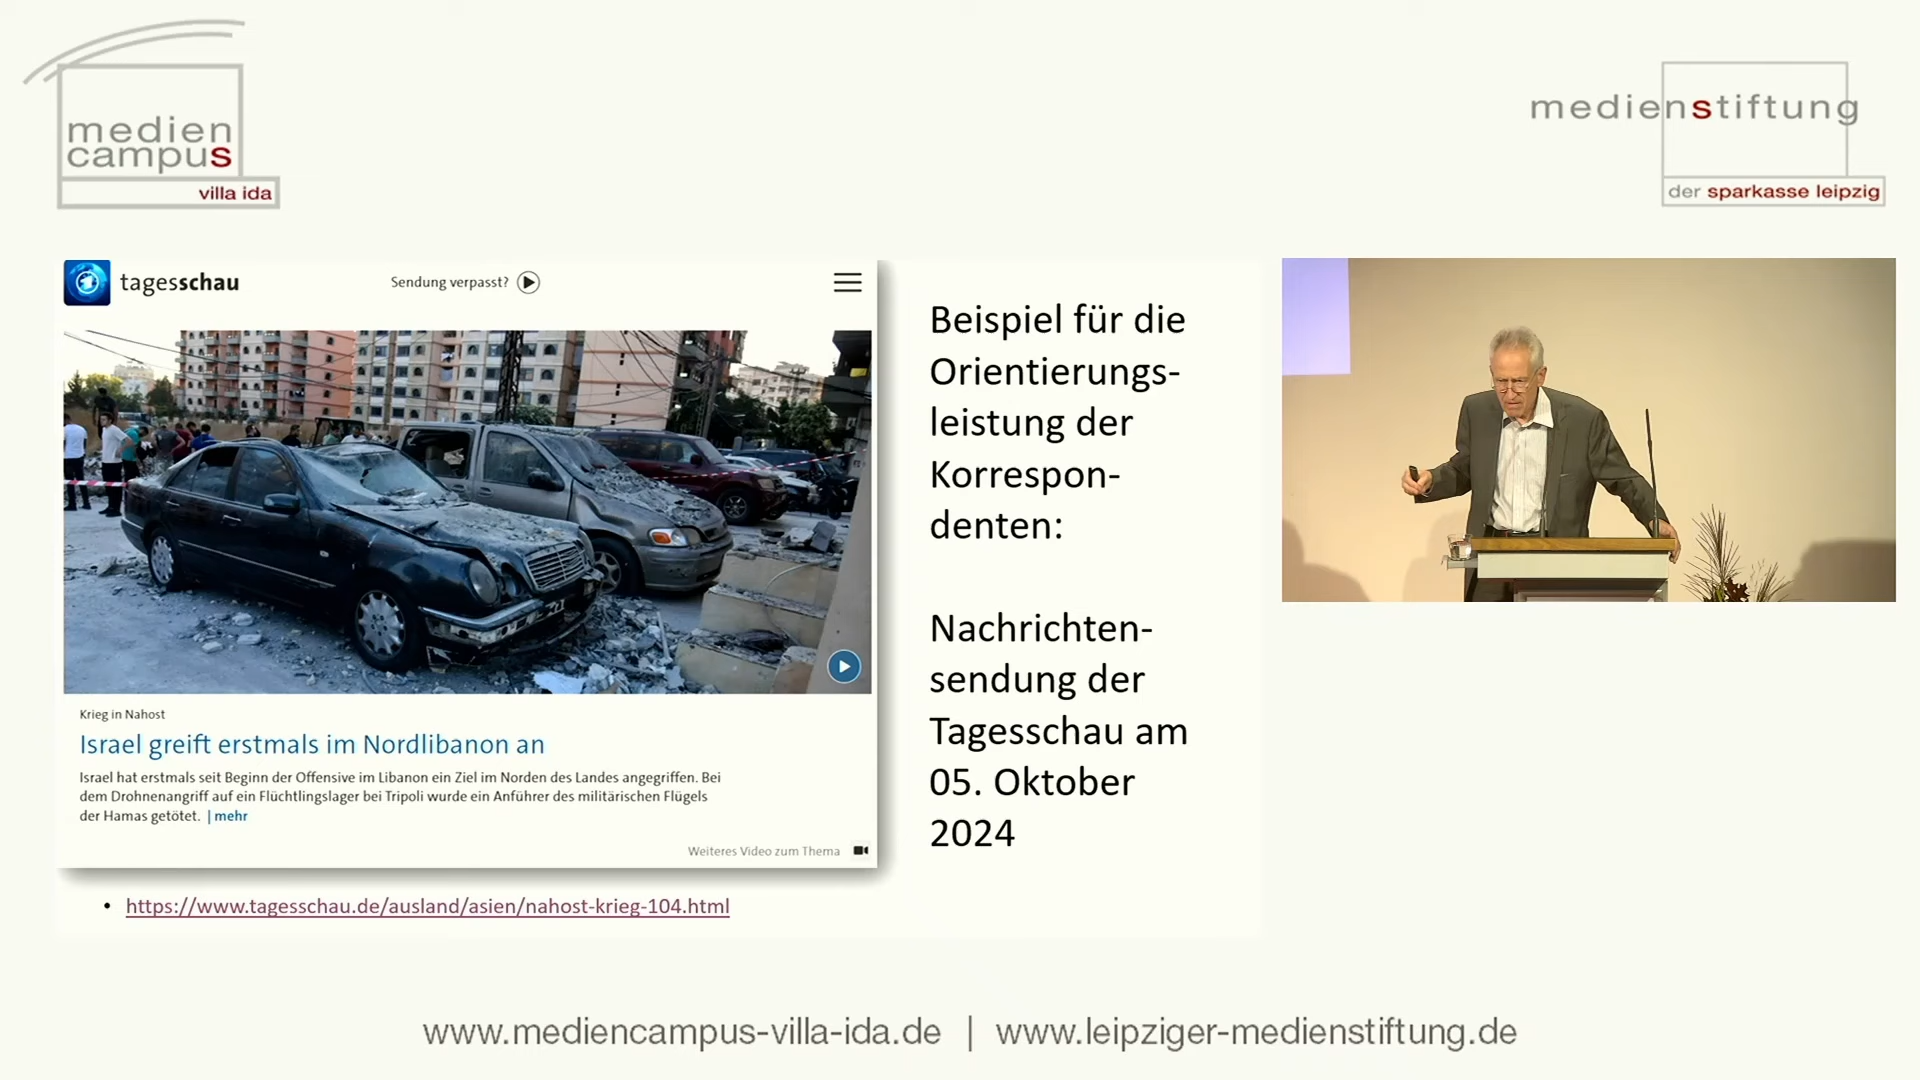 medien
campus
villa ida
medienstiftung
der sparkasse leipzig
tagesschau
Sendung verpasst?
Krieg in Nahost
Israel greift erstmals im Nordlibanon an
Israel hat erstmals seit Beginn der Offensive im Libanon ein Ziel im Norden des Landes angegriffen. Bei
dem Drohnenangriff auf ein Flüchtlingslager bei Tripoli wurde ein Anführer des militärischen Flügels
der Hamas getötet. | mehr
Weiteres Video zum Thema
• https://www.tagesschau.de/ausland/asien/nahost-krieg-104.html
Beispiel für die
Orientierungs-
leistung der
Korrespon-
denten:
Nachrichten-
sendung der
Tagesschau am
05. Oktober
2024
www.mediencampus-villa-ida.de | www.leipziger-medienstiftung.de